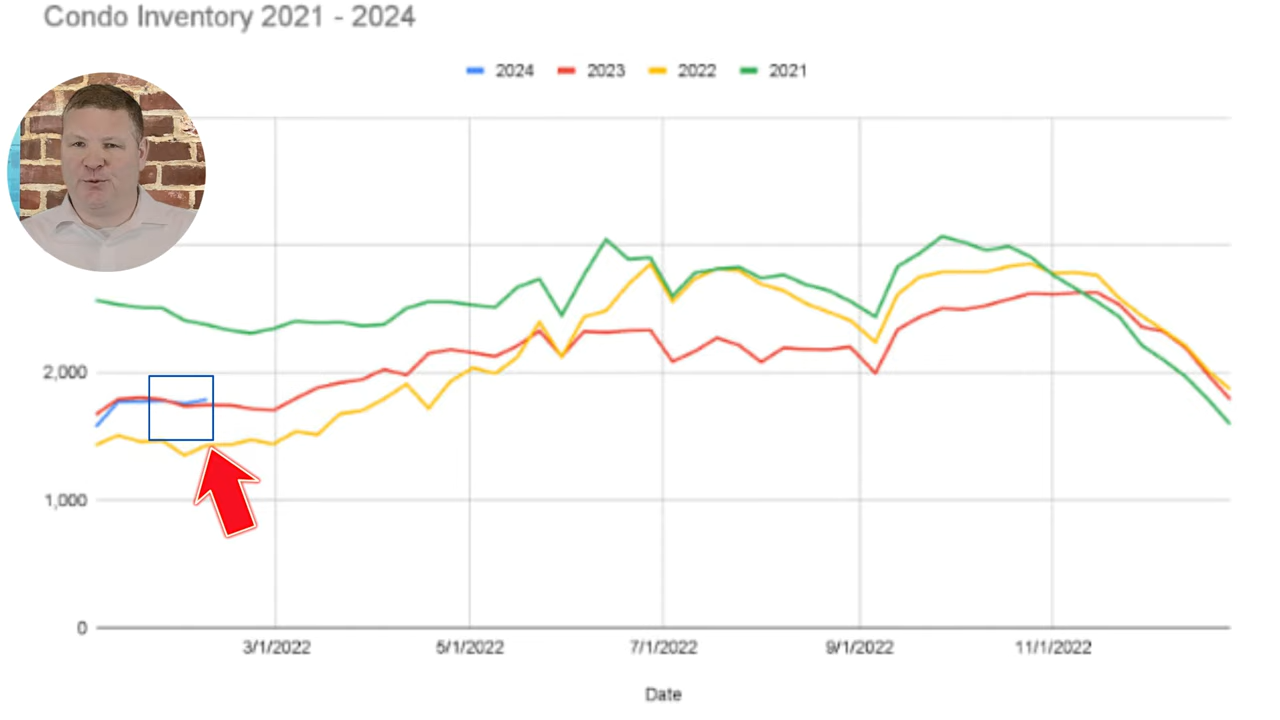 Condo Inventory 2021 - 2024
2024 2023 2022 2021
2,000
1,000
0
3/1/2022 5/1/2022 7/1/2022 9/1/2022 11/1/2022
Date